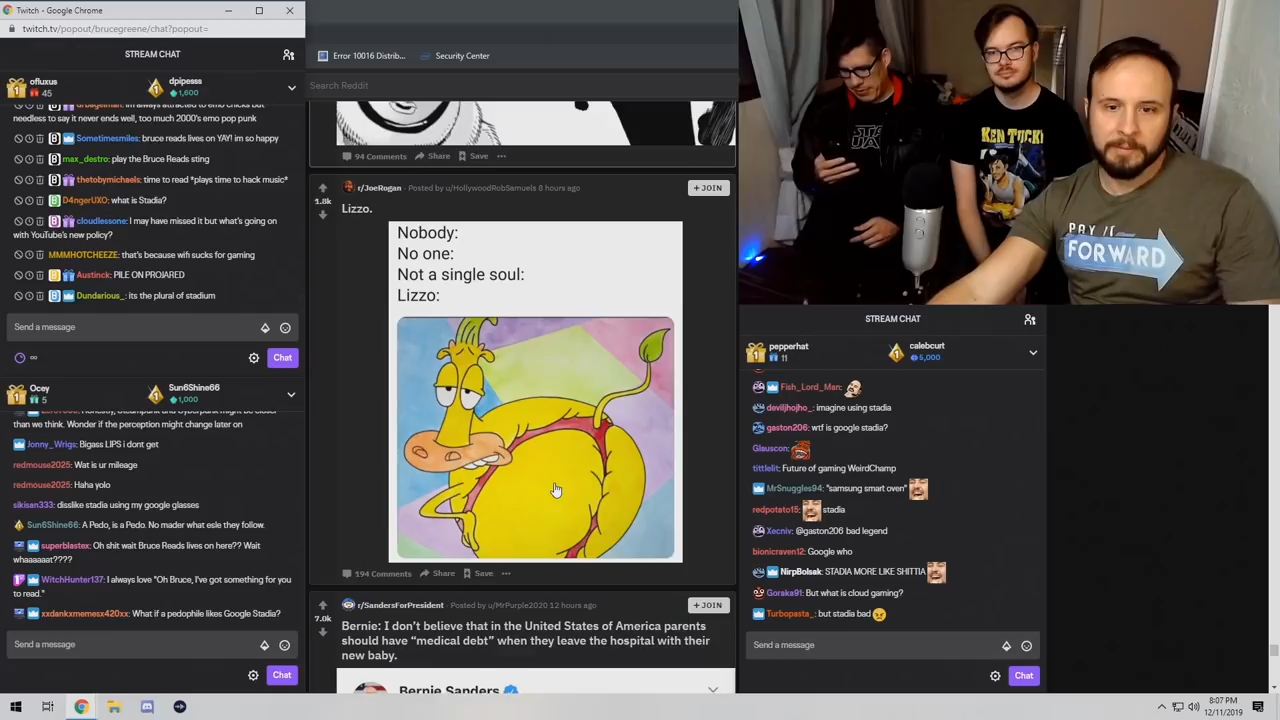 Twitch - Google Chrome
twitch.tv/popout/brucegreene/chat?popout=
STREAM CHAT
ofluxus
45
dpipesss
1,600
needless to say it never ends well, too much 2000's emo pop punk
Sometimesmiles: bruce reads lives on YAY! im so happy
max_destro: play the Bruce Reads sting
thetobymichaels: time to read *plays time to hack music*
D4ngerUXO: what is Stadia?
cloudlessone: I may have missed it but what's going on
with YouTube's new policy?
MMMHOTCHEEZE: that's because wifi sucks for gaming
Austinck: PILE ON PROJARED
Dundarious_: its the plural of stadium
Send a message
∞
Chat
Ocey
5
Sun6Shine66
1,000
than we think. Wonder if the perception might change later on
Jonny_Wrigs: Bigass LIPS i dont get
redmouse2025: Wat is ur mileage
redmouse2025: Haha yolo
sikisan333: disslike stadia using my google glasses
Sun6Shine66: A Pedo, is a Pedo. No mader what esle they follow.
superblastex: Oh shit wait Bruce Reads lives on here?? Wait
whaaaaaat????
WitchHunter137: I always love "Oh Bruce, I've got something for you
to read."
xxdankxmemesx420xx: What if a pedophile likes Google Stadia?
Send a message
Chat
Error 10016 Distrib...
Security Center
Search Reddit
94 Comments
Share
Save
1.8k
r/JoeRogan · Posted by u/HollywoodRobSamuels 8 hours ago
+ JOIN
Lizzo.
Nobody:
No one:
Not a single soul:
Lizzo:
194 Comments
Share
Save
7.0k
r/SandersForPresident · Posted by u/MrPurple2020 12 hours ago
+ JOIN
Bernie: I don't believe that in the United States of America parents
should have "medical debt" when they leave the hospital with their
new baby.
Bernie Sanders
PAY IT
FORWARD
STREAM CHAT
pepperhat
11
calebcurt
5,000
Fish_Lord_Man:
deviljhojho_: imagine using stadia
gaston206: wtf is google stadia?
Glauscon:
tittlelit: Future of gaming WeirdChamp
MrSnuggles94: "samsung smart oven"
redpotato15: stadia
Xecniv: @gaston206 bad legend
bionicraven12: Google who
NirpBolsak: STADIA MORE LIKE SHITTIA
Goraka91: But what is cloud gaming?
Turbopasta_: but stadia bad
Send a message
Chat
8:07 PM
12/11/2019